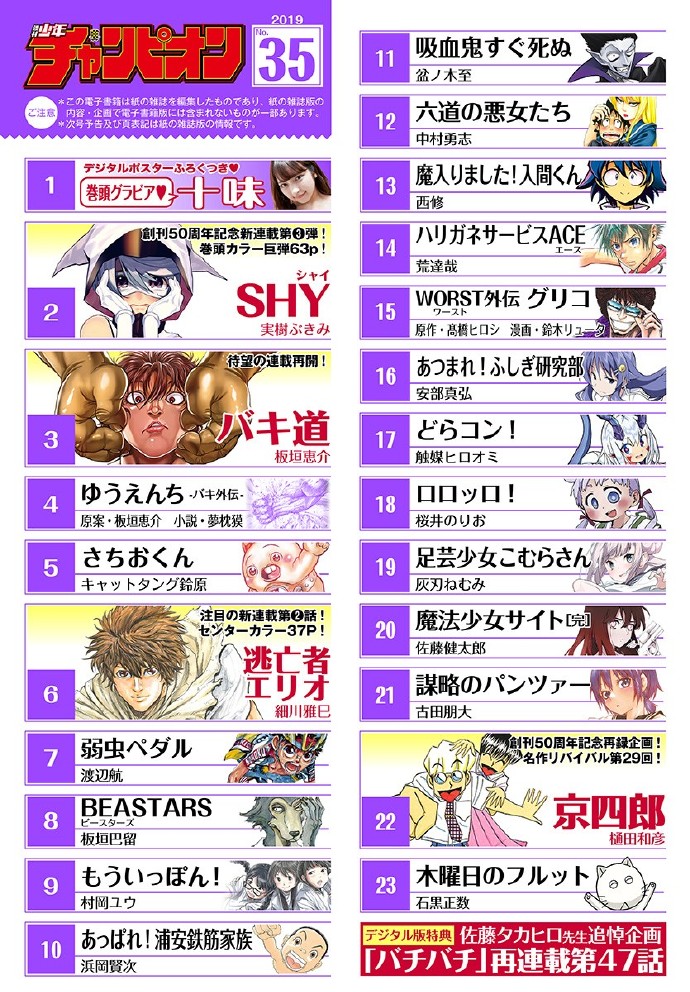 週刊少年チャンピオン
2019
No.
35
ご注意
*この電子書籍は紙の雑誌を編集したものであり、紙の雑誌版の
内容・企画で電子書籍版には含まれないものが一部あります。
*次号予告及び頁表記は紙の雑誌版の情報です。
1
デジタルポスターふろくつき♥
巻頭グラビア♥
十味
創刊50周年記念新連載第❸弾!
巻頭カラー巨弾63p!
2
シャイ
SHY
実樹ぶきみ
待望の連載再開!
3
バキ道
板垣恵介
4
ゆうえんち -バキ外伝-
原案・板垣恵介 小説・夢枕獏
5
さちおくん
キャットタング鈴原
注目の新連載第❷話!
センターカラー37P!
6
逃亡者
エリオ
細川雅巳
7
弱虫ペダル
渡辺航
8
BEASTARS
ビースターズ
板垣巴留
9
もういっぽん!
村岡ユウ
10
あっぱれ!浦安鉄筋家族
浜岡賢次
11
吸血鬼すぐ死ぬ
盆ノ木至
12
六道の悪女たち
中村勇志
13
魔入りました!入間くん
西修
14
ハリガネサービスACE
エース
荒達哉
15
WORST外伝 グリコ
ワースト
原作・髙橋ヒロシ 漫画・鈴木リュータ
16
あつまれ!ふしぎ研究部
安部真弘
17
どらコン!
触媒ヒロオミ
18
ロロッロ!
桜井のりお
19
足芸少女こむらさん
灰刃ねむみ
20
魔法少女サイト[完]
佐藤健太郎
21
謀略のパンツァー
古田朋大
創刊50周年記念再録企画!
名作リバイバル第29回!
22
京四郎
樋田和彦
23
木曜日のフルット
石黒正数
デジタル版特典 佐藤タカヒロ先生追悼企画
「バチバチ」再連載第47話